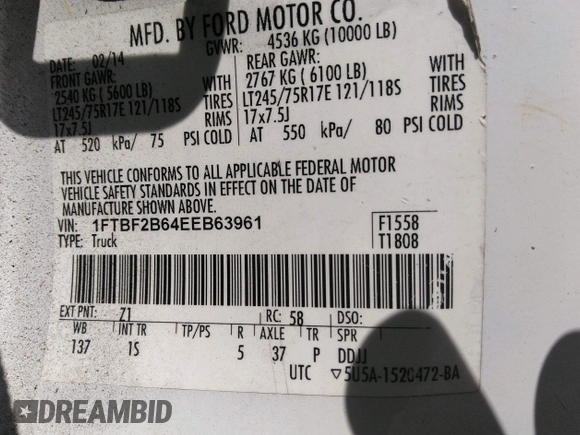 MFD. BY FORD MOTOR CO.
DATE: 02/14 GVWR: 4536 KG (10000 LB)
FRONT GAWR: REAR GAWR:
2540 KG (5600 LB) WITH 2767 KG (6100 LB) WITH
LT245/75R17E 121/118S TIRES LT245/75R17E 121/118S TIRES
17x7.5J RIMS 17x7.5J RIMS
AT 520 kPa/ 75 PSI COLD AT 550 kPa/ 80 PSI COLD
THIS VEHICLE CONFORMS TO ALL APPLICABLE FEDERAL MOTOR
VEHICLE SAFETY STANDARDS IN EFFECT ON THE DATE OF
MANUFACTURE SHOWN ABOVE.
VIN: 1FTBF2B64EEB63961 F1558
TYPE: Truck T1808
EXT PNT: Z1 RC: 58 DSO:
WB INT TR TP/PS R AXLE TR SPR
137 1S 5 37 P DDJJ
UTC ▽5U5A-1520472-BA
DREAMBID